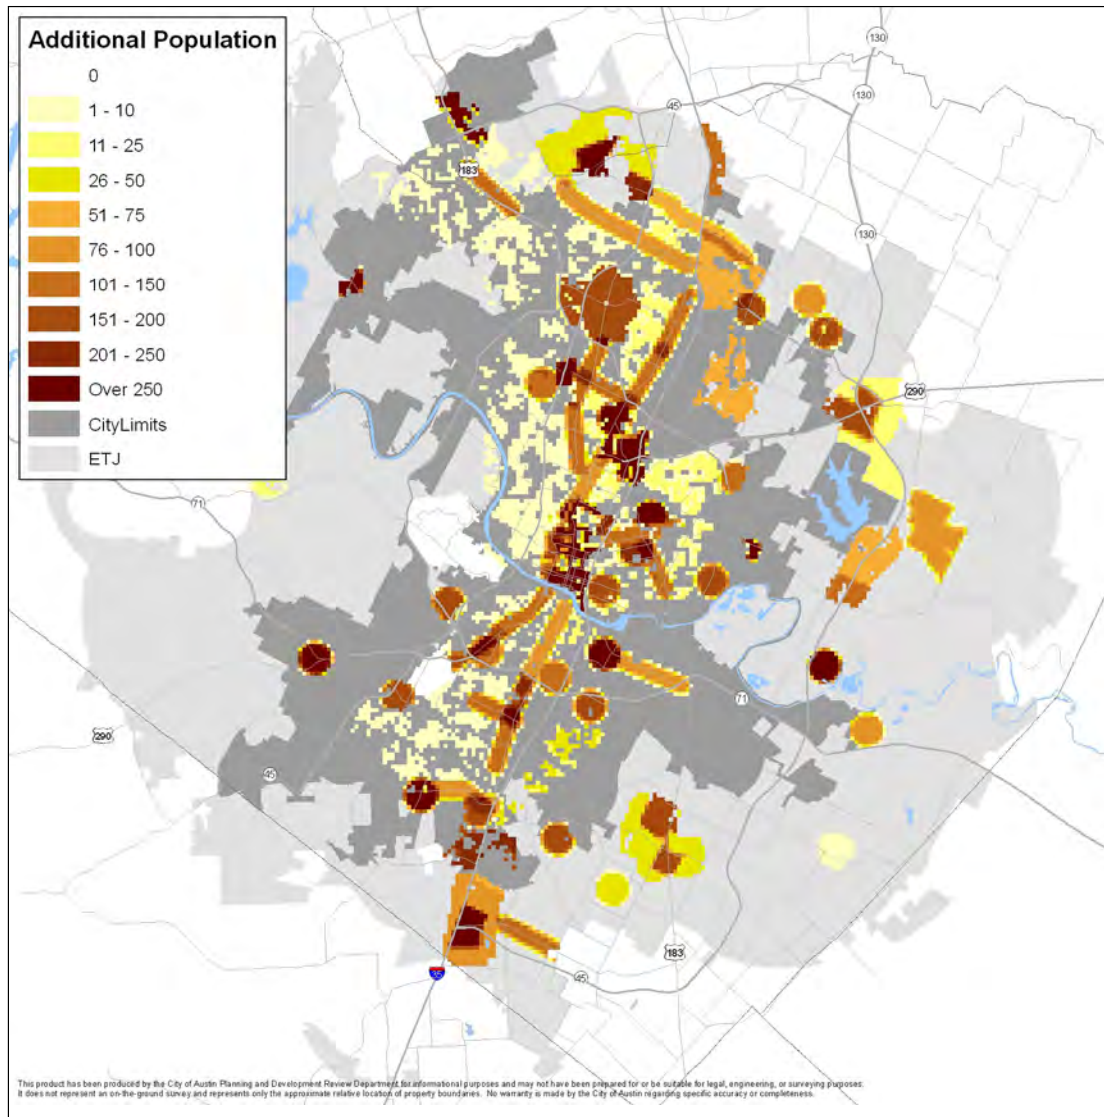 Additional Population
0
1 - 10
11 - 25
26 - 50
51 - 75
76 - 100
101 - 150
151 - 200
201 - 250
Over 250
CityLimits
ETJ
130
130
45
183
130
290
71
71
290
45
183
35
45
This product has been produced by the City of Austin Planning and Development Review Department for informational purposes and may not have been prepared for or be suitable for legal, engineering, or surveying purposes.
It does not represent an on-the-ground survey and represents only the approximate relative location of property boundaries. No warranty is made by the City of Austin regarding specific accuracy or completeness.